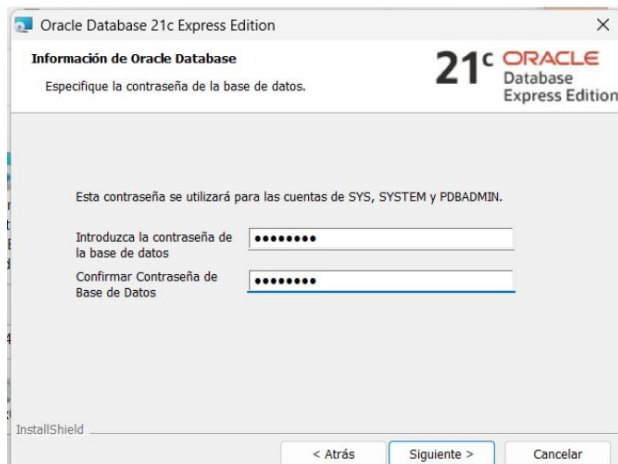 Oracle Database 21c Express Edition
Información de Oracle Database
Especifique la contraseña de la base de datos.
21c ORACLE
Database
Express Edition
Esta contraseña se utilizará para las cuentas de SYS, SYSTEM y PDBADMIN.
Introduzca la contraseña de
la base de datos
••••••••
Confirmar Contraseña de
Base de Datos
••••••••
InstallShield
< Atrás
Siguiente >
Cancelar